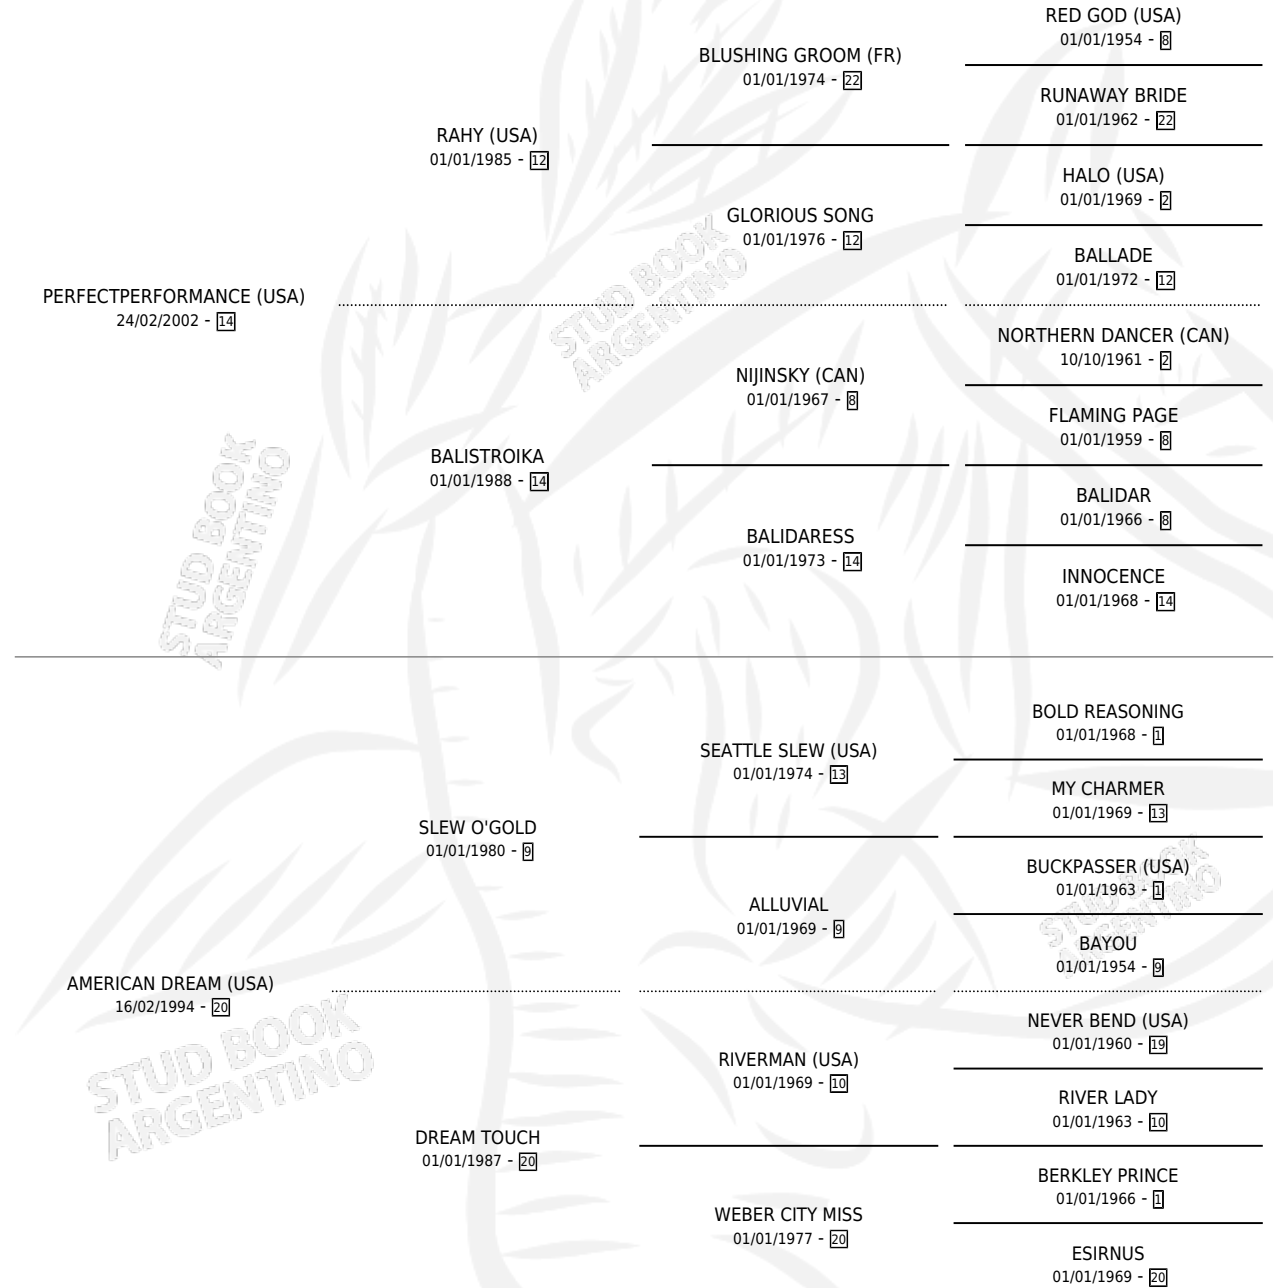 RED GOD (USA)
01/01/1954 - 8
BLUSHING GROOM (FR)
01/01/1974 - 22
RUNAWAY BRIDE
01/01/1962 - 22
RAHY (USA)
01/01/1985 - 12
HALO (USA)
01/01/1969 - 2
GLORIOUS SONG
01/01/1976 - 12
BALLADE
01/01/1972 - 12
PERFECTPERFORMANCE (USA)
24/02/2002 - 14
STUD BOOK
ARGENTINO
NORTHERN DANCER (CAN)
10/10/1961 - 2
NIJINSKY (CAN)
01/01/1967 - 8
FLAMING PAGE
01/01/1959 - 8
BALISTROIKA
01/01/1988 - 14
BALIDAR
01/01/1966 - 8
BALIDARESS
01/01/1973 - 14
INNOCENCE
01/01/1968 - 14
STUD BOOK
ARGENTINO
BOLD REASONING
01/01/1968 - 1
SEATTLE SLEW (USA)
01/01/1974 - 13
MY CHARMER
01/01/1969 - 13
SLEW O'GOLD
01/01/1980 - 9
BUCKPASSER (USA)
01/01/1963 - 1
ALLUVIAL
01/01/1969 - 9
BAYOU
01/01/1954 - 9
STUD BOOK
ARGENTINO
AMERICAN DREAM (USA)
16/02/1994 - 20
NEVER BEND (USA)
01/01/1960 - 19
RIVERMAN (USA)
01/01/1969 - 10
RIVER LADY
01/01/1963 - 10
STUD BOOK
ARGENTINO
DREAM TOUCH
01/01/1987 - 20
BERKLEY PRINCE
01/01/1966 - 1
WEBER CITY MISS
01/01/1977 - 20
ESIRNUS
01/01/1969 - 20